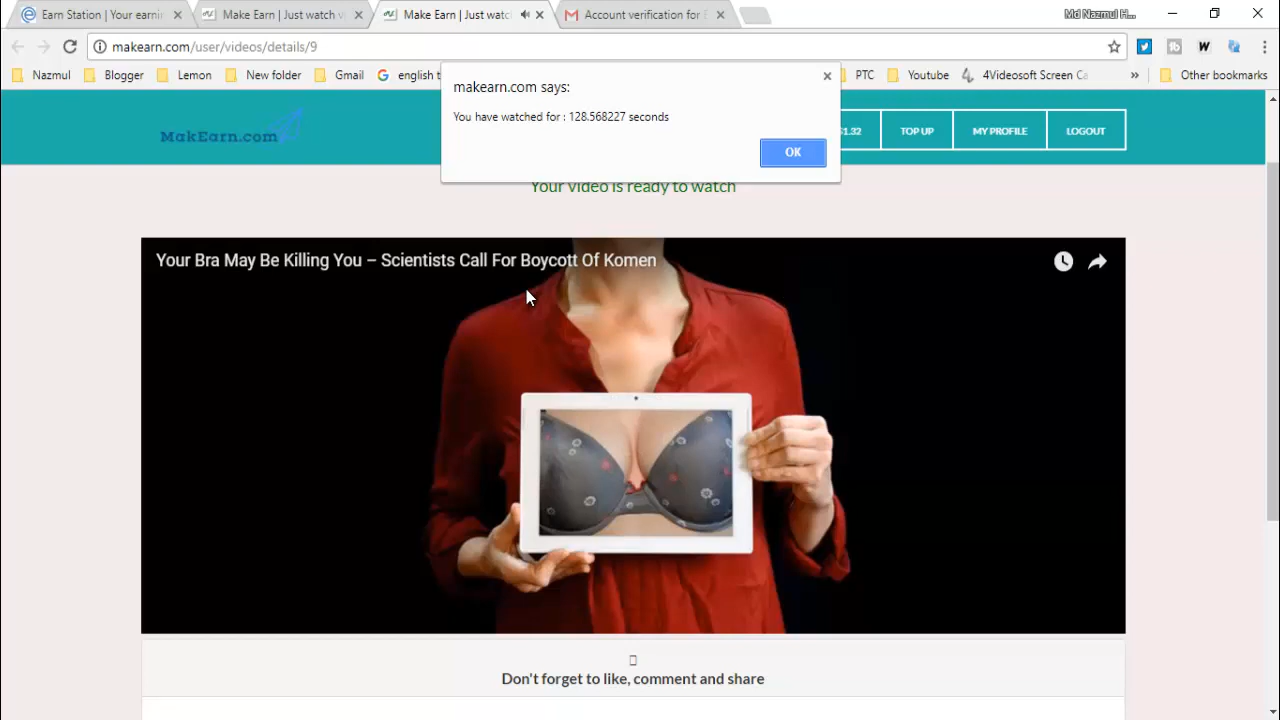 Earn Station | Your earnin
Make Earn | Just watch vi
Make Earn | Just watc
Account verification for E
Md Nazmul H...
makearn.com/user/videos/details/9
Nazmul
Blogger
Lemon
New folder
Gmail
english t
PTC
Youtube
4Videosoft Screen Ca
»
Other bookmarks
makearn.com says:
You have watched for : 128.568227 seconds
OK
MakEarn.com
$1.32
TOP UP
MY PROFILE
LOGOUT
Your video is ready to watch
Your Bra May Be Killing You – Scientists Call For Boycott Of Komen
Don't forget to like, comment and share